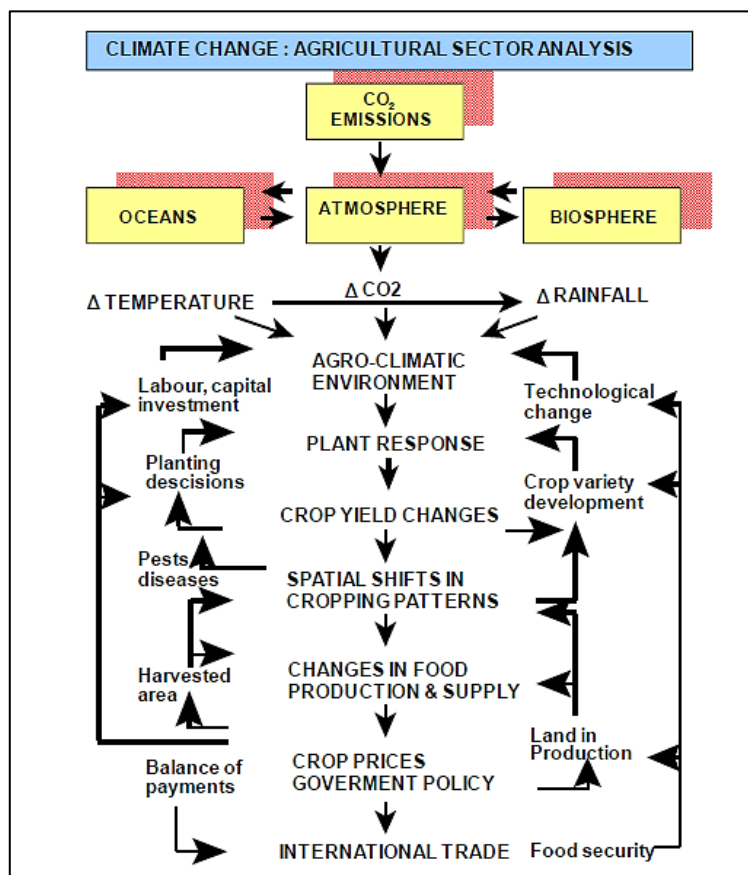 CLIMATE CHANGE : AGRICULTURAL SECTOR ANALYSIS
CO₂
EMISSIONS
OCEANS
ATMOSPHERE
BIOSPHERE
Δ TEMPERATURE
Δ CO2
Δ RAINFALL
AGRO-CLIMATIC
ENVIRONMENT
Labour, capital
investment
Technological
change
PLANT RESPONSE
Planting
descisions
Crop variety
development
CROP YIELD CHANGES
Pests
diseases
SPATIAL SHIFTS IN
CROPPING PATTERNS
Harvested
area
CHANGES IN FOOD
PRODUCTION & SUPPLY
Land in
Production
Balance of
payments
CROP PRICES
GOVERMENT POLICY
INTERNATIONAL TRADE
Food security